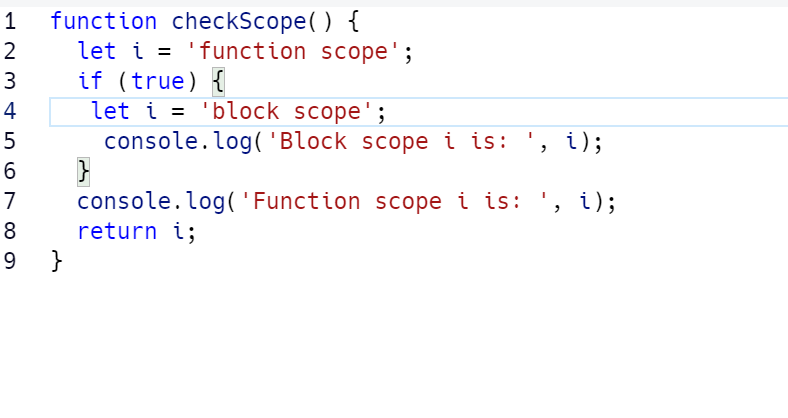 1 function checkScope() {
2   let i = 'function scope';
3   if (true) {
4    let i = 'block scope';
5     console.log('Block scope i is: ', i);
6   }
7   console.log('Function scope i is: ', i);
8   return i;
9 }